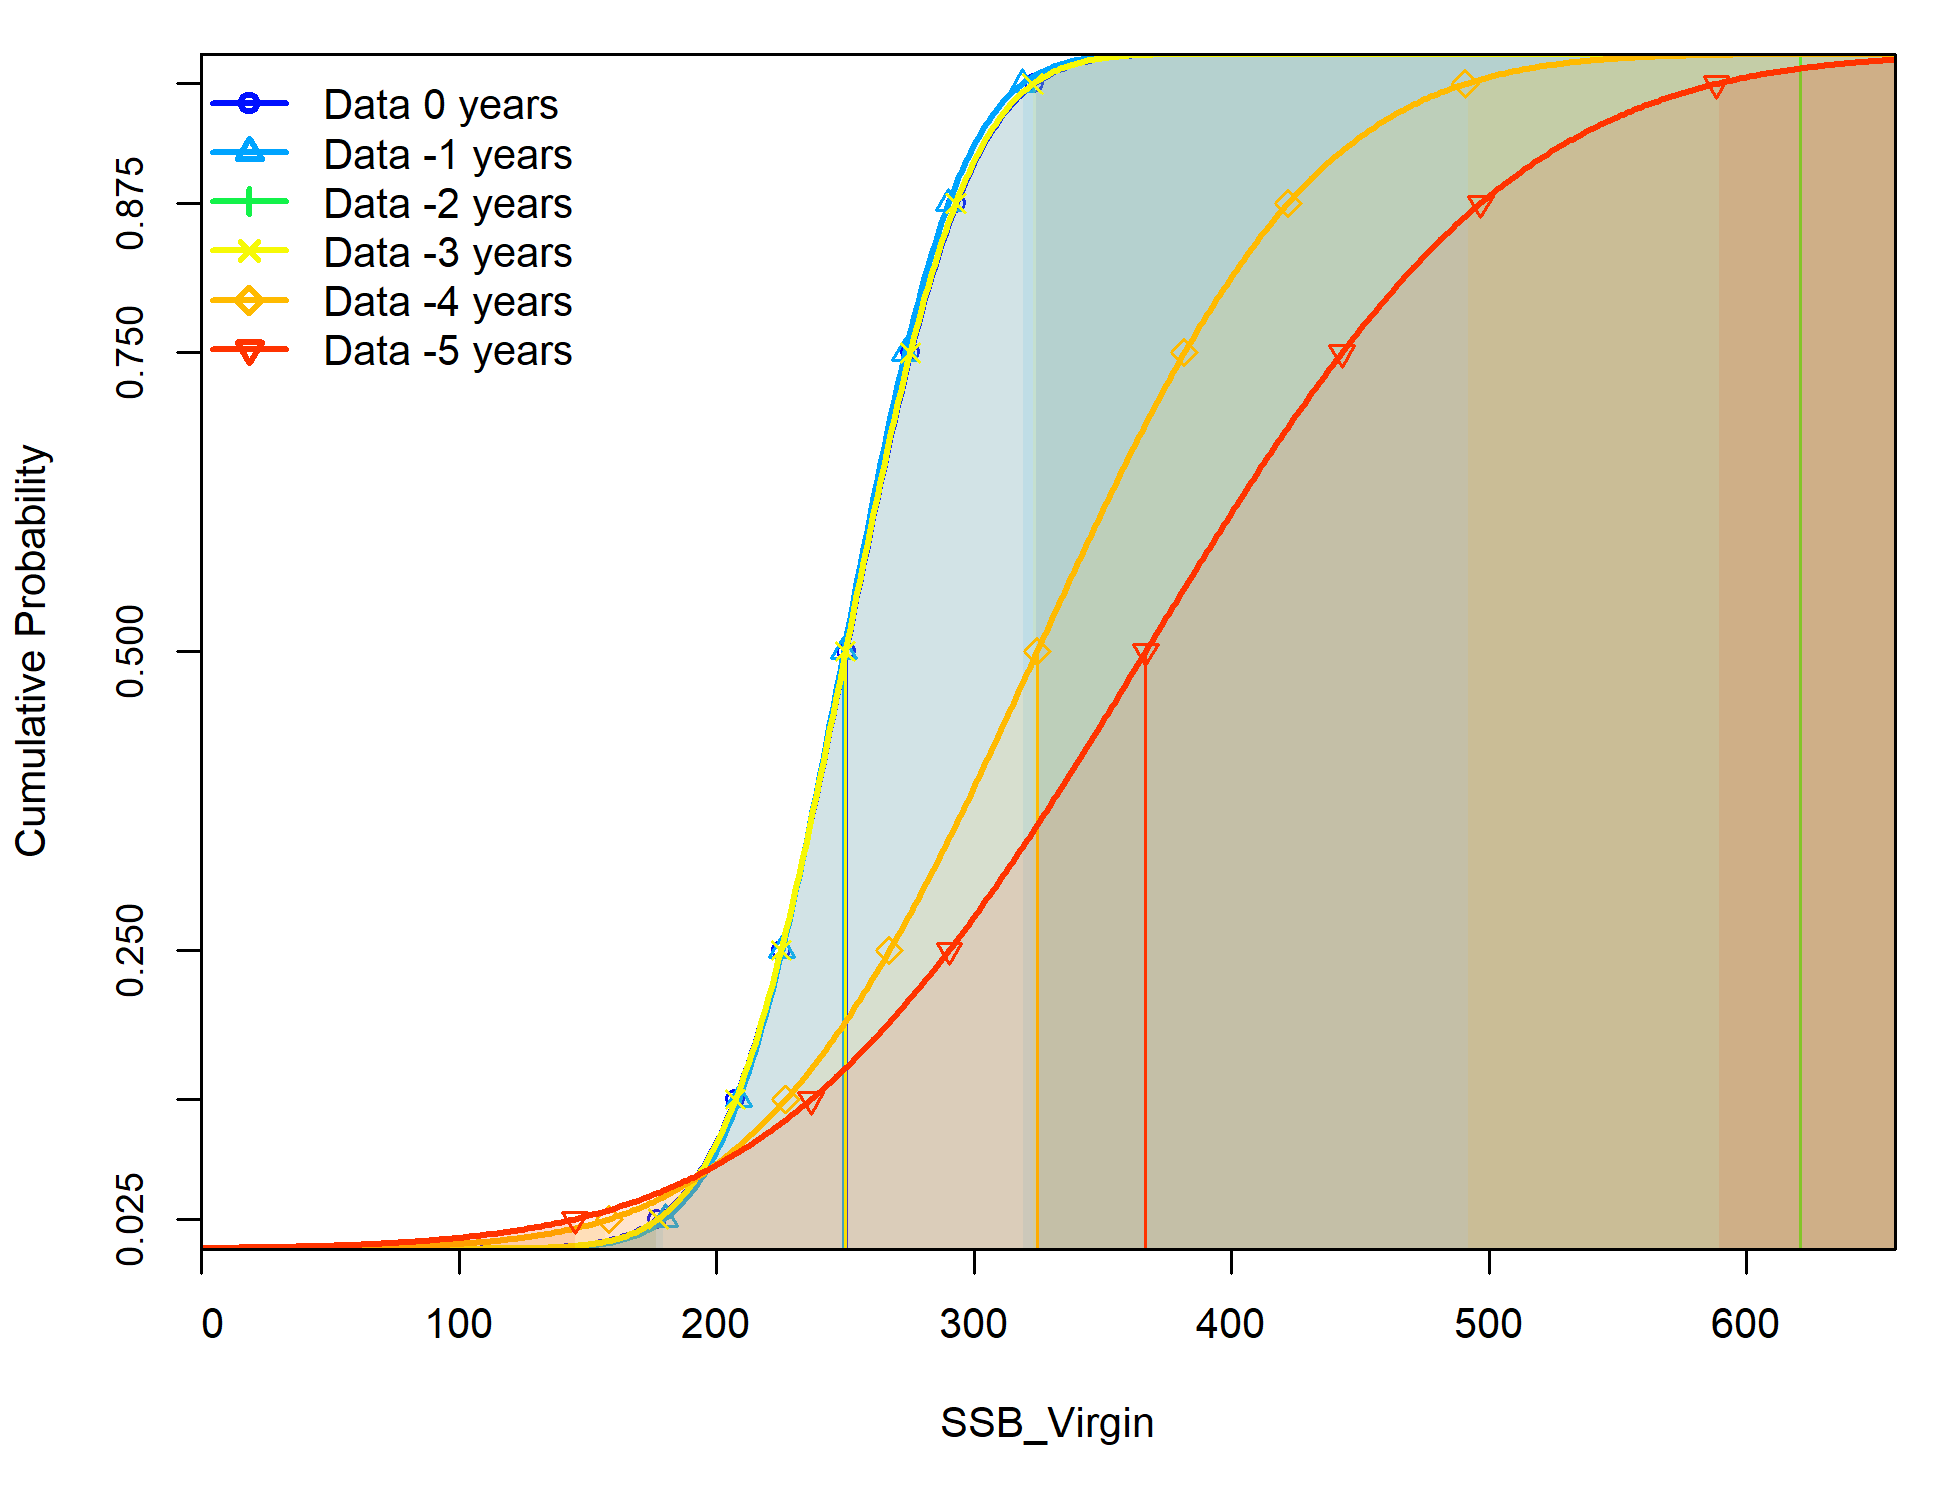 Data 0 years
Data -1 years
Data -2 years
Data -3 years
Data -4 years
Data -5 years
Cumulative Probability
0.875
0.750
0.500
0.250
0.025
0 100 200 300 400 500 600
SSB_Virgin